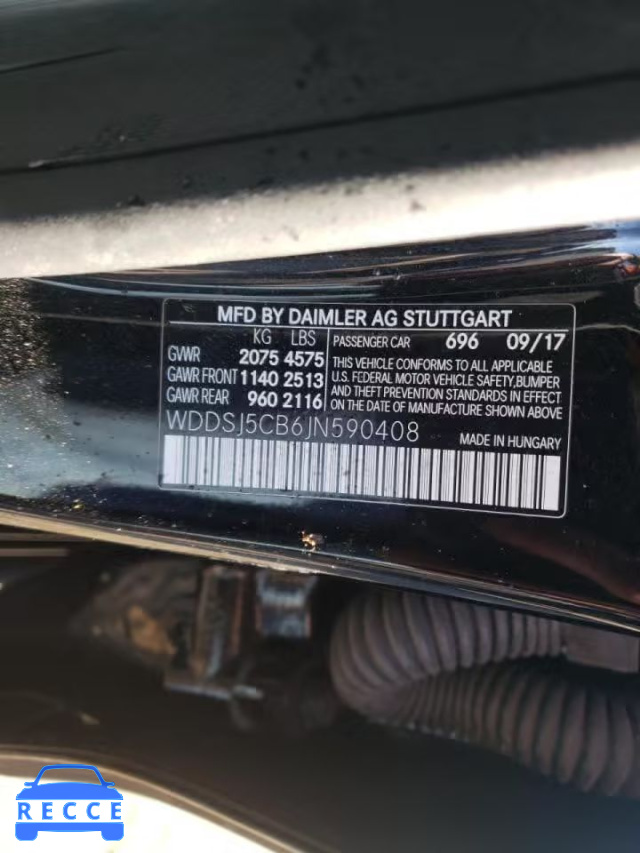 MFD BY DAIMLER AG STUTTGART
KG LBS PASSENGER CAR 696 09/17
GVWR 2075 4575
GAWR FRONT 1140 2513
GAWR REAR 960 2116
THIS VEHICLE CONFORMS TO ALL APPLICABLE
U.S. FEDERAL MOTOR VEHICLE SAFETY, BUMPER
AND THEFT PREVENTION STANDARDS IN EFFECT
ON THE DATE OF MANUFACTURE SHOWN ABOVE.
WDDSJ5CB6JN590408
MADE IN HUNGARY
RECCE